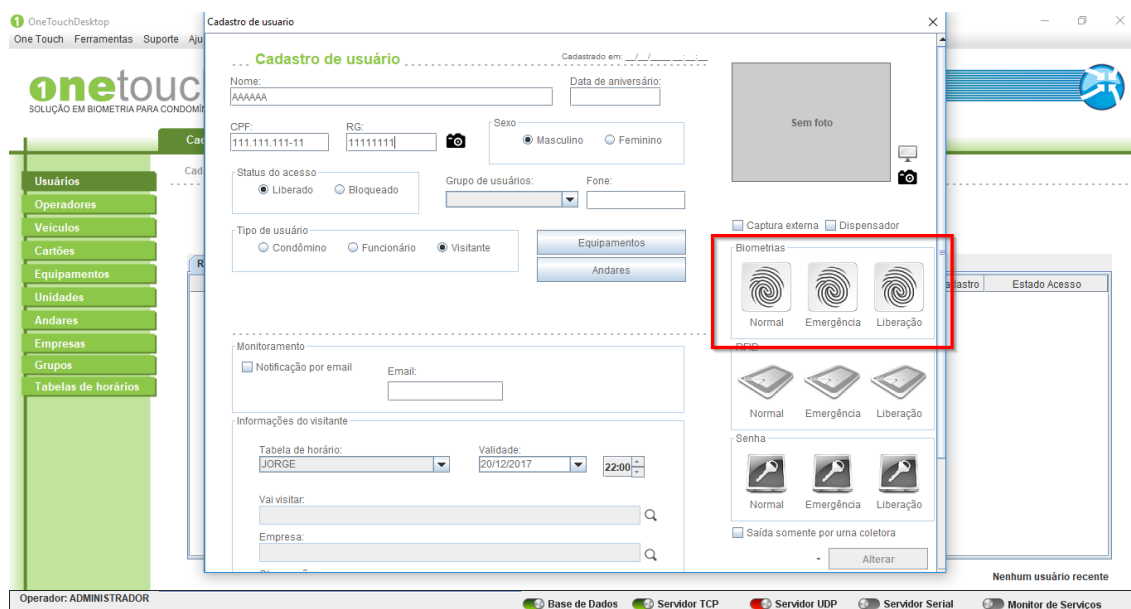 OneTouchDesktop
One Touch Ferramentas Suporte Aju
onetouc
SOLUÇÃO EM BIOMETRIA PARA CONDOMÍ
Cad
Cad
Usuários
Operadores
Veículos
Cartões
Equipamentos
Unidades
Andares
Empresas
Grupos
Tabelas de horários
R
Cadastro de usuario
Cadastro de usuário
Cadastrado em: __/__/____ __:__:__
Nome:
Data de aniversário:
AAAAAA
CPF:
RG:
111.111.111-11
11111111
Sexo
Masculino
Feminino
Sem foto
Status do acesso
Liberado
Bloqueado
Grupo de usuários:
Fone:
Tipo de usuário
Condômino
Funcionário
Visitante
Equipamentos
Andares
Captura externa
Dispensador
Biometrias
Normal
Emergência
Liberação
RFID
Normal
Emergência
Liberação
Senha
Normal
Emergência
Liberação
Saída somente por urna coletora
-
Alterar
Monitoramento
Notificação por email
Email:
Informações do visitante
Tabela de horário:
Validade:
JORGE
20/12/2017
22:00
Vai visitar:
Empresa:
adastro
Estado Acesso
Nenhum usuário recente
Operador: ADMINISTRADOR
Base de Dados
Servidor TCP
Servidor UDP
Servidor Serial
Monitor de Serviços